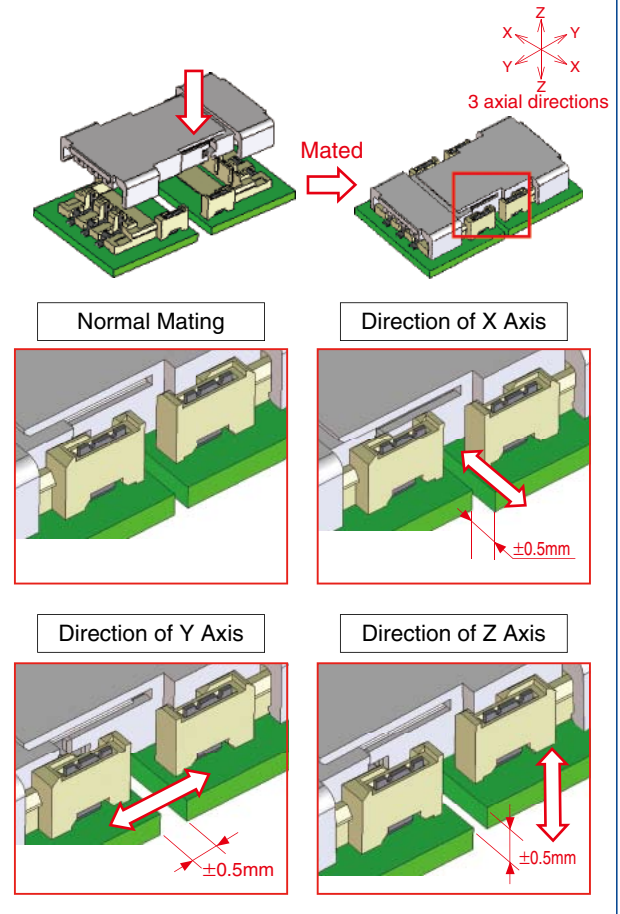 Z
X Y
Y X
Z
3 axial directions
Mated
Normal Mating
Direction of X Axis
±0.5mm
Direction of Y Axis
Direction of Z Axis
±0.5mm
±0.5mm